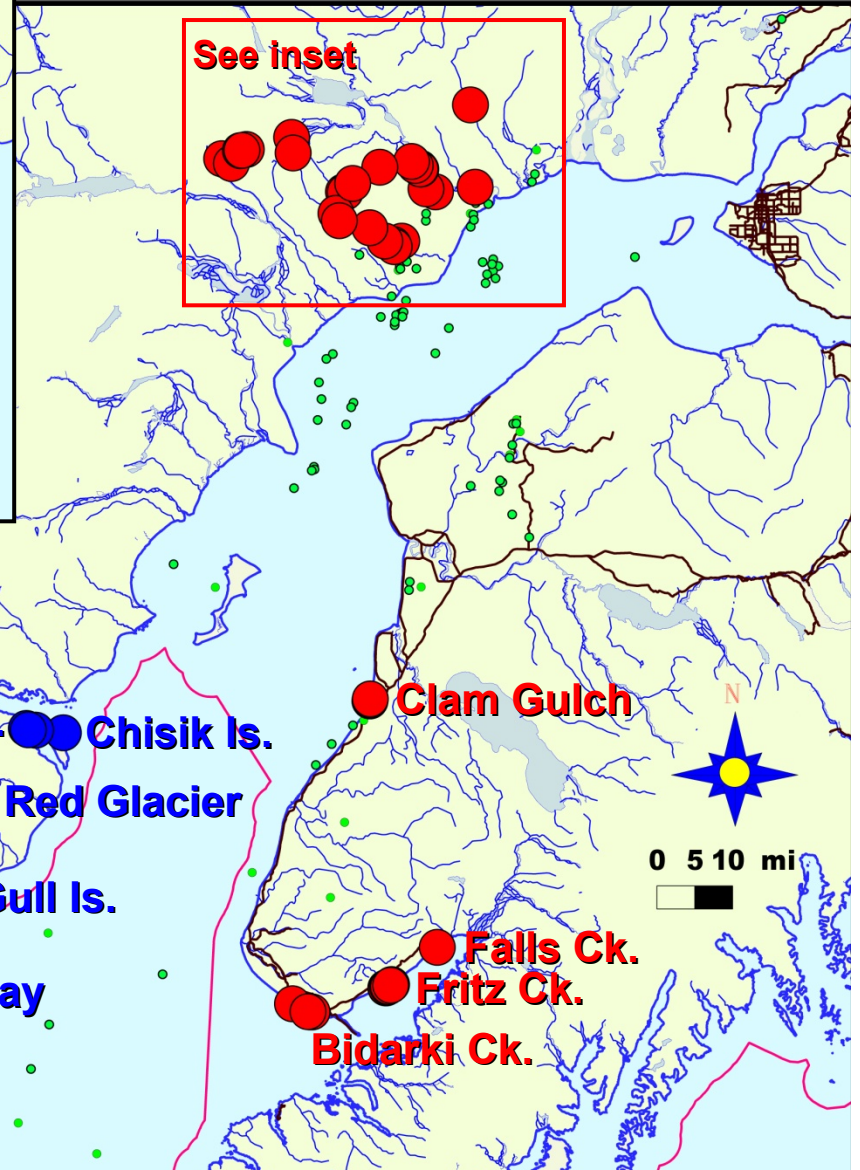 See inset
Clam Gulch
N
Chisik Is.
Red Glacier
0 5 10 mi
Gull Is.
Falls Ck.
Fritz Ck.
ay
Bidarki Ck.